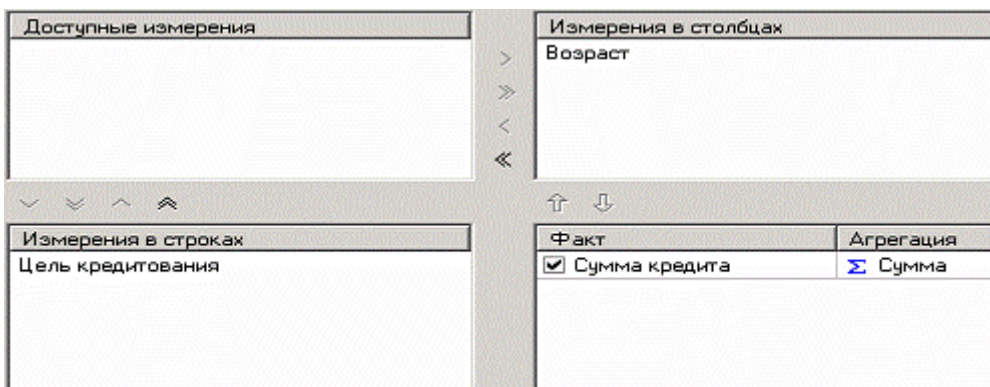 Доступные измерения
Измерения в столбцах
Возраст
Измерения в строках
Цель кредитования
Факт Агрегация
Сумма кредита Σ Сумма